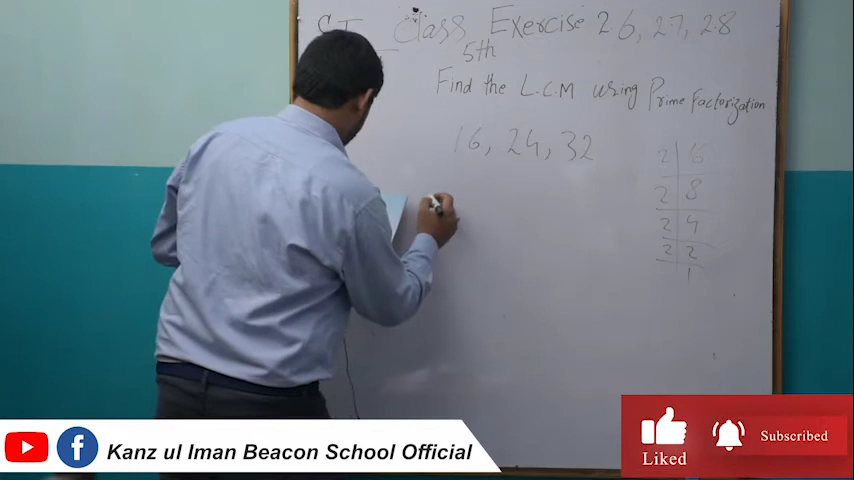 Class Exercise 26, 27, 28
5th
Find the L.C.M using Prime Factorization
16, 24, 32
2 | 16
2 | 8
2 | 4
2 | 2
1
Kanz ul Iman Beacon School Official
Liked
Subscribed